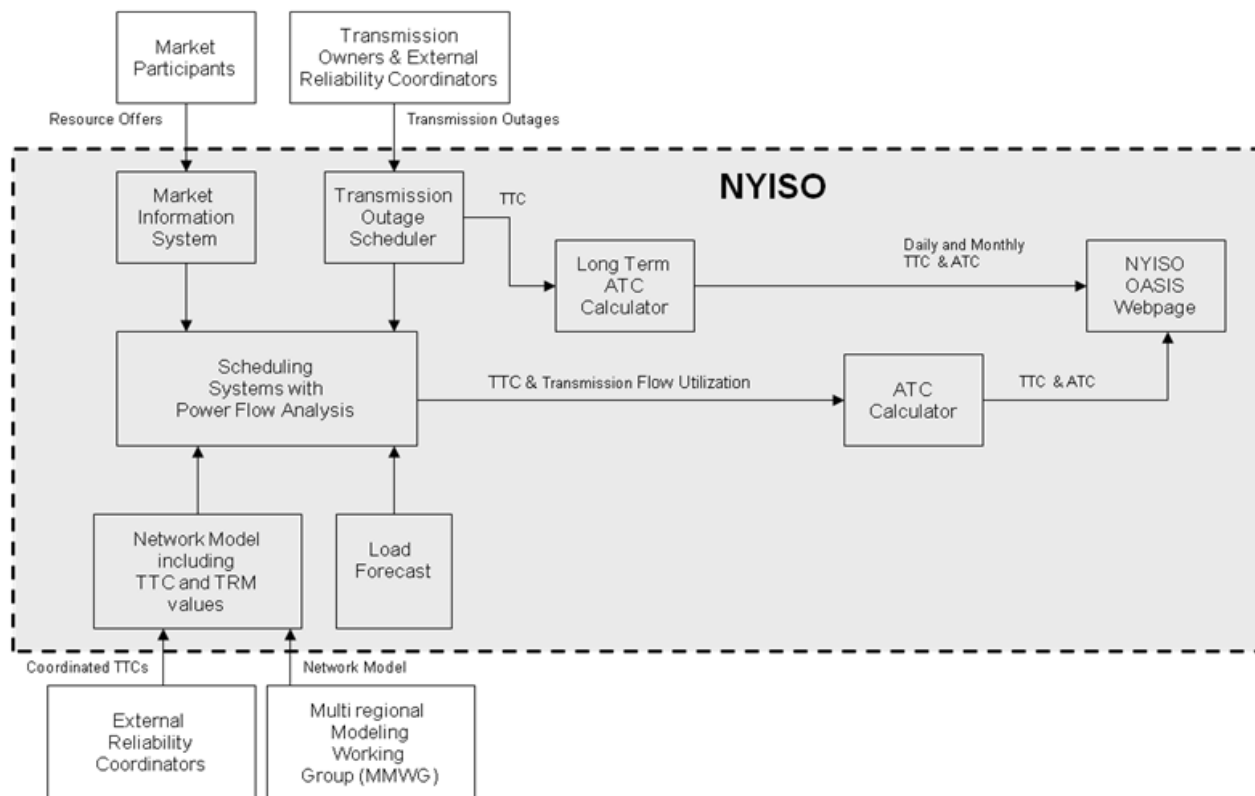 Market
Participants
Transmission
Owners & External
Reliability Coordinators
Resource Offers
Transmission Outages
NYISO
Market
Information
System
Transmission
Outage
Scheduler
TTC
Long Term
ATC
Calculator
Daily and Monthly
TTC & ATC
NYISO
OASIS
Webpage
Scheduling
Systems with
Power Flow Analysis
TTC & Transmission Flow Utilization
ATC
Calculator
TTC & ATC
Network Model
including
TTC and TRM
values
Load
Forecast
Coordinated TTCs
Network Model
External
Reliability
Coordinators
Multi regional
Modeling
Working
Group (MMWG)